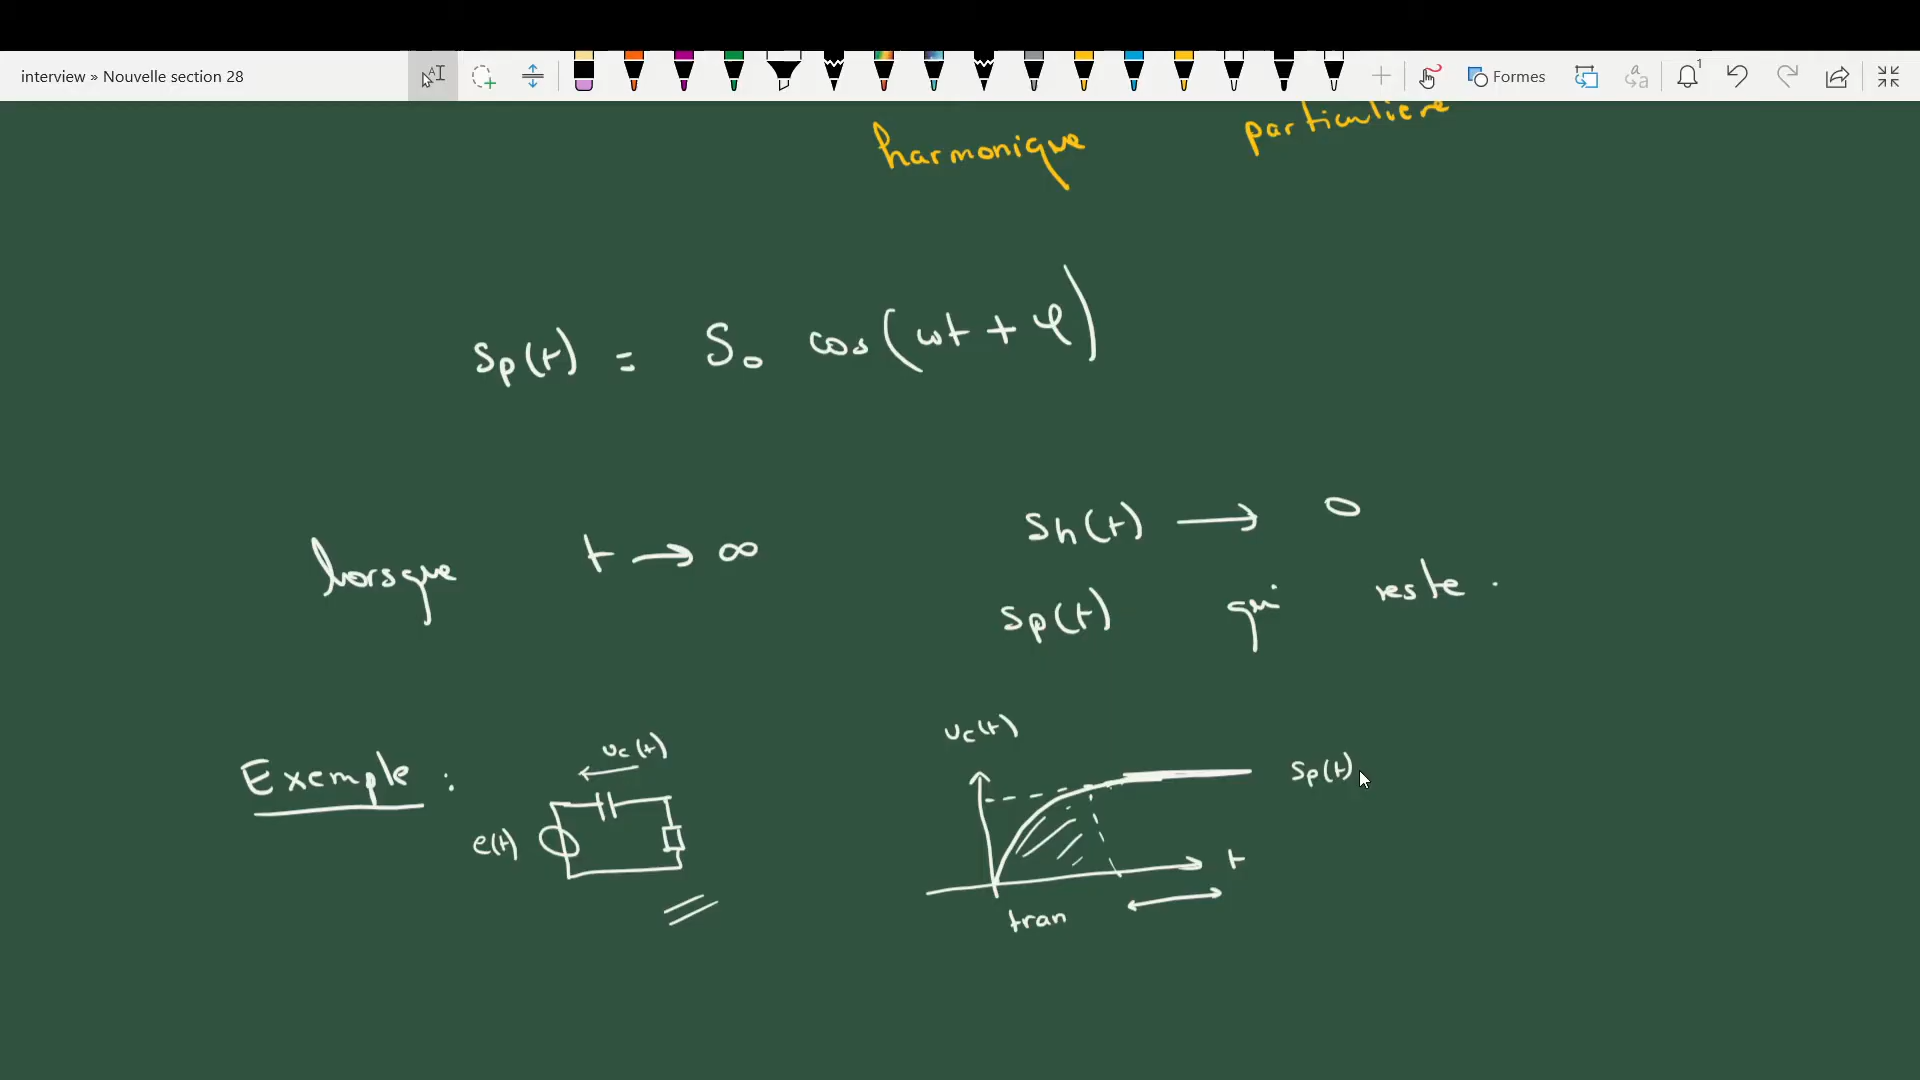 interview » Nouvelle section 28
Formes
1
harmonique particulière
Sp(t) = S₀ cos(ωt + φ)
lorsque t → ∞ Sh(t) → 0
Sp(t) qui reste .
Exemple : uc(t) uc(t)
Sp(t)
e(t) t
tran